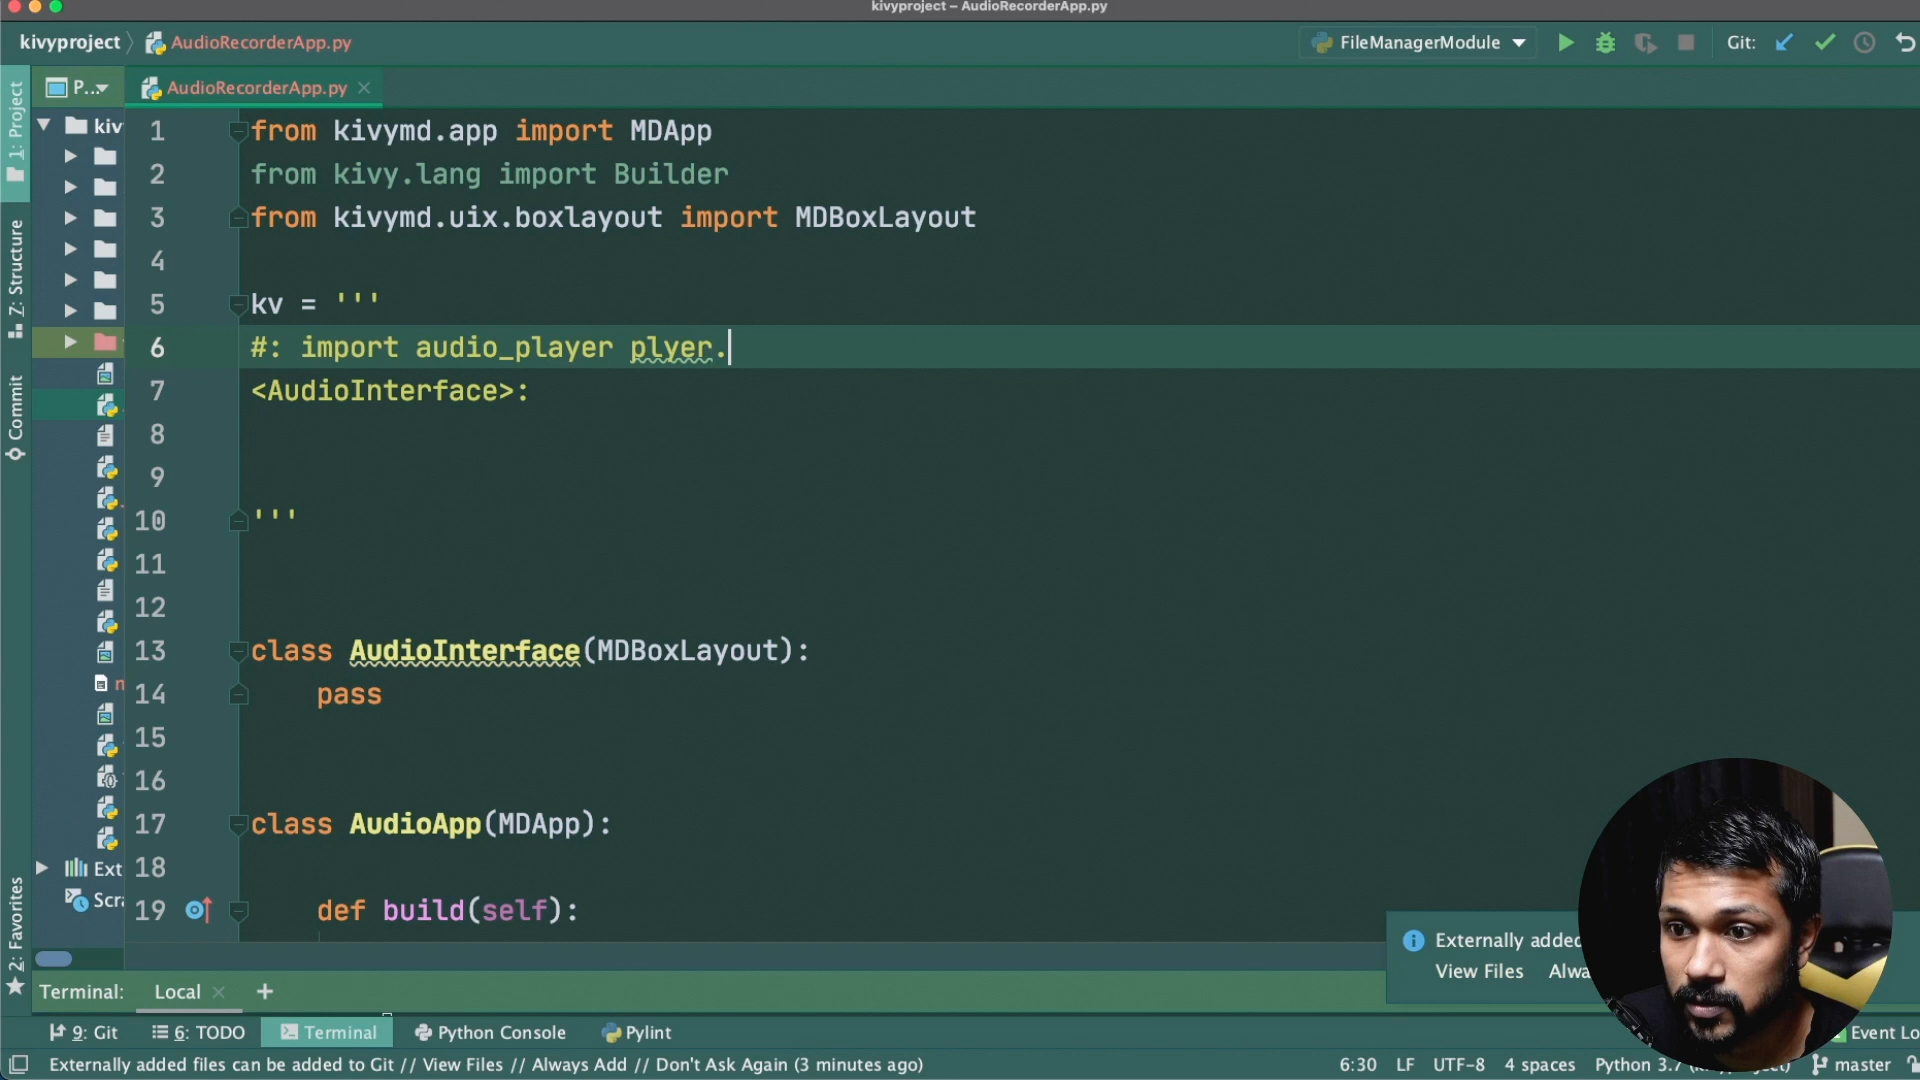 kivyproject – AudioRecorderApp.py
kivyproject AudioRecorderApp.py FileManagerModule Git:
P... AudioRecorderApp.py
1: Project
Z: Structure
Commit
2: Favorites
kiv
Ext
Scra
1 from kivymd.app import MDApp
2 from kivy.lang import Builder
3 from kivymd.uix.boxlayout import MDBoxLayout
4
5 kv = '''
6 #: import audio_player plyer.
7 <AudioInterface>:
8
9
10 '''
11
12
13 class AudioInterface(MDBoxLayout):
14 pass
15
16
17 class AudioApp(MDApp):
18
19 def build(self):
Externally added
View Files Alwa
Terminal: Local +
9: Git 6: TODO Terminal Python Console Pylint Event Lo
Externally added files can be added to Git // View Files // Always Add // Don't Ask Again (3 minutes ago) 6:30 LF UTF-8 4 spaces Python 3.7 master